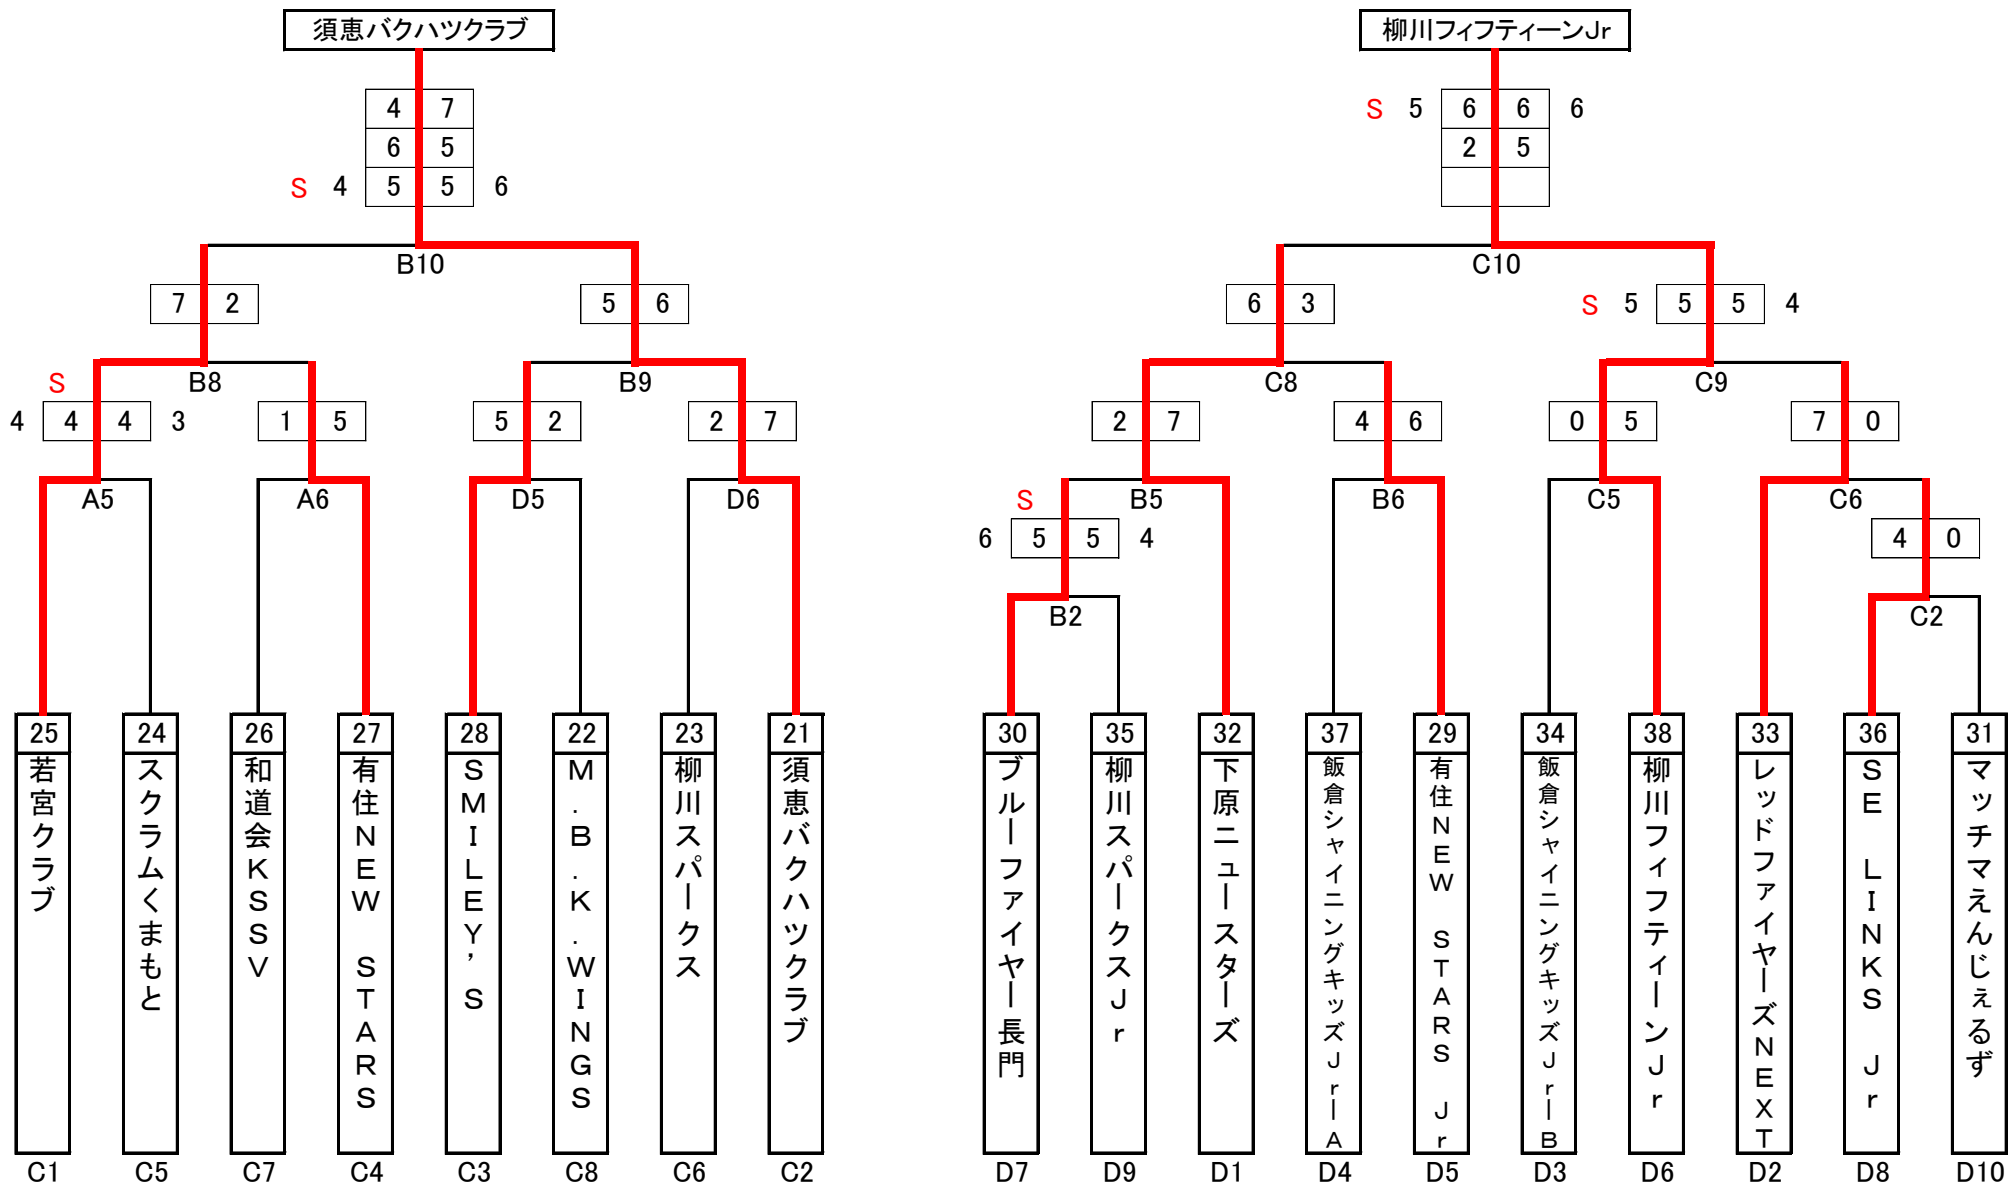 須恵バクハツクラブ
柳川フィフティーンJr
4 7
S 5 6 6 6
6 5
2 5
S 4 5 5 6
B10
C10
7 2
5 6
6 3
S 5 5 5 4
B8
B9
C8
C9
S
4 4 4 3
1 5
5 2
2 7
2 7
4 6
0 5
7 0
A5
A6
D5
D6
S
B5
B6
C5
C6
6 5 5 4
4 0
B2
C2
25
24
26
27
28
22
23
21
30
35
32
37
29
34
38
33
36
31
若宮クラブ
スクラムくまもと
和道会KSSV
有住NEW STARS
SMILEY'S
M.B.K.WINGS
柳川スパークス
須恵バクハツクラブ
ブルーファイヤー長門
柳川スパークスJr
下原ニュースターズ
飯倉シャイニングキッズJr-A
有住NEW STARS Jr
飯倉シャイニングキッズJr-B
柳川フィフティーンJr
レッドファイヤーズNEXT
SE LINKS Jr
マッチマえんじぇるず
C1
C5
C7
C4
C3
C8
C6
C2
D7
D9
D1
D4
D5
D3
D6
D2
D8
D10